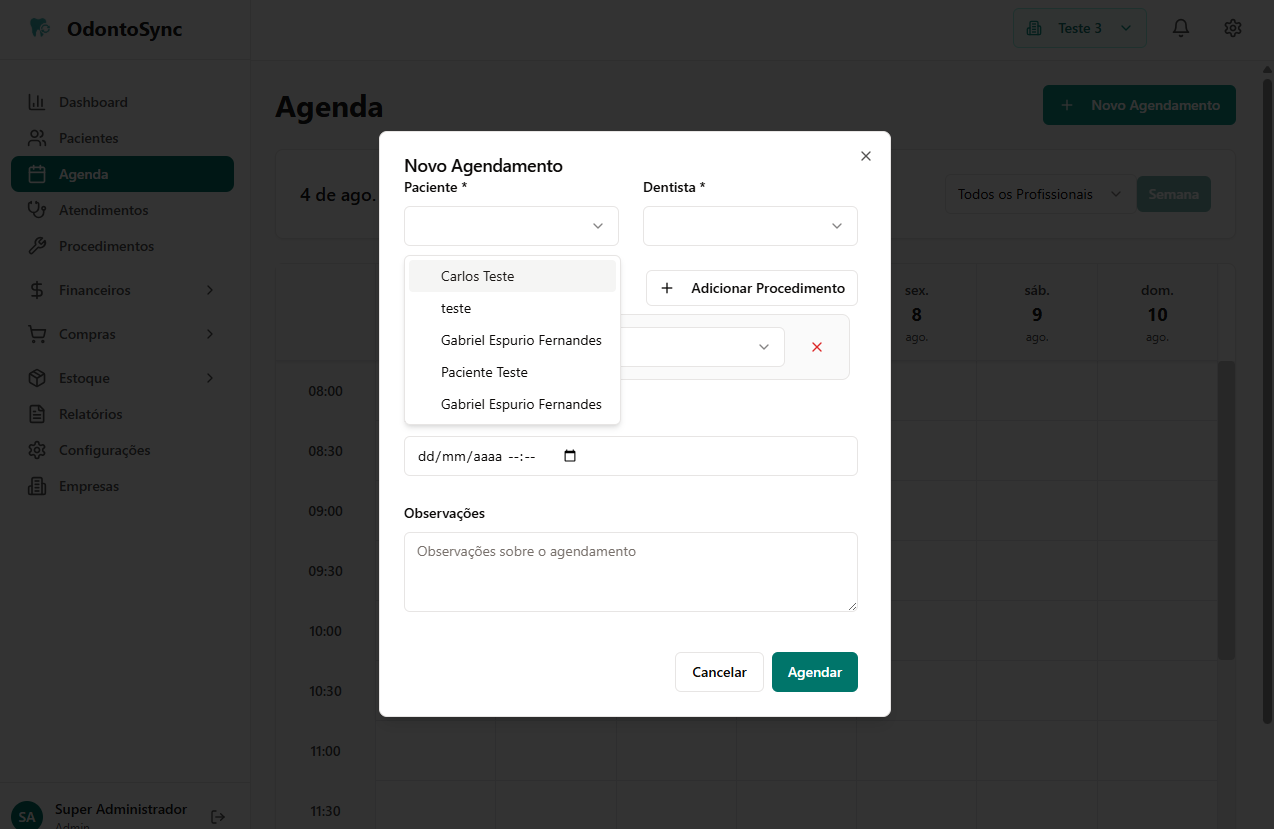 OdontoSync
Teste 3
Dashboard
Pacientes
Agenda
Atendimentos
Procedimentos
Financeiros
Compras
Estoque
Relatórios
Configurações
Empresas
SA
Super Administrador
Admin
Agenda
Novo Agendamento
4 de ago.
Todos os Profissionais
Semana
sex.
8
ago.
sáb.
9
ago.
dom.
10
ago.
08:00
08:30
09:00
09:30
10:00
10:30
11:00
11:30
Novo Agendamento
Paciente *
Dentista *
Carlos Teste
teste
Gabriel Espurio Fernandes
Paciente Teste
Gabriel Espurio Fernandes
Adicionar Procedimento
dd/mm/aaaa --:--
Observações
Observações sobre o agendamento
Cancelar
Agendar